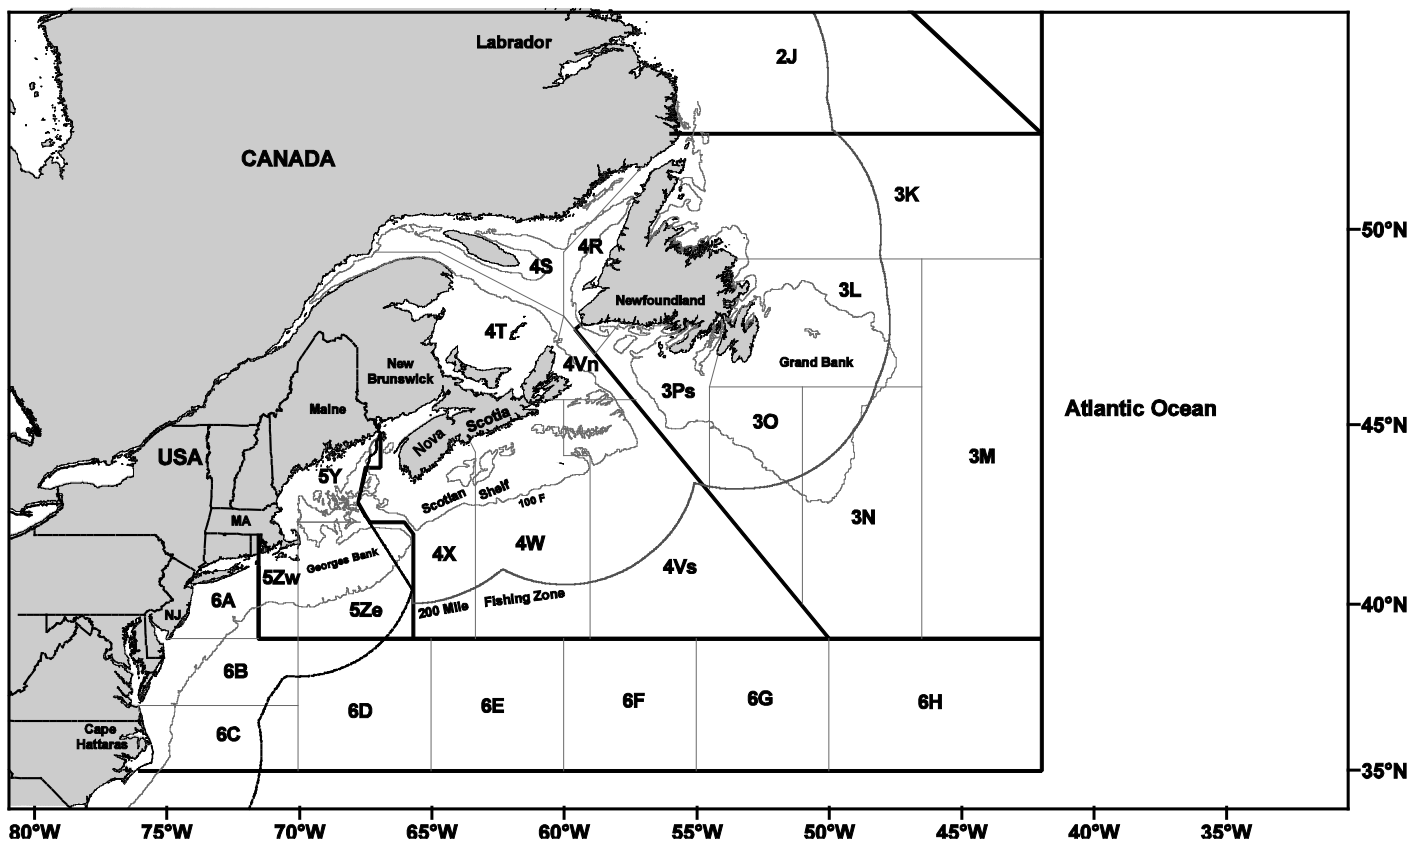 Labrador
2J
CANADA
3K
50°N
4R
4S
3L
Newfoundland
4T
Grand Bank
New
Brunswick
4Vn
3Ps
Maine
Atlantic Ocean
3O
Nova Scotia
45°N
USA
3M
5Y
Scotian Shelf
100 F
3N
MA
4W
4X
Georges Bank
4Vs
5Zw
6A
5Ze
200 Mile Fishing Zone
40°N
NJ
6B
6D
6E
6F
6G
6H
6C
Cape
Hattaras
35°N
80°W 75°W 70°W 65°W 60°W 55°W 50°W 45°W 40°W 35°W